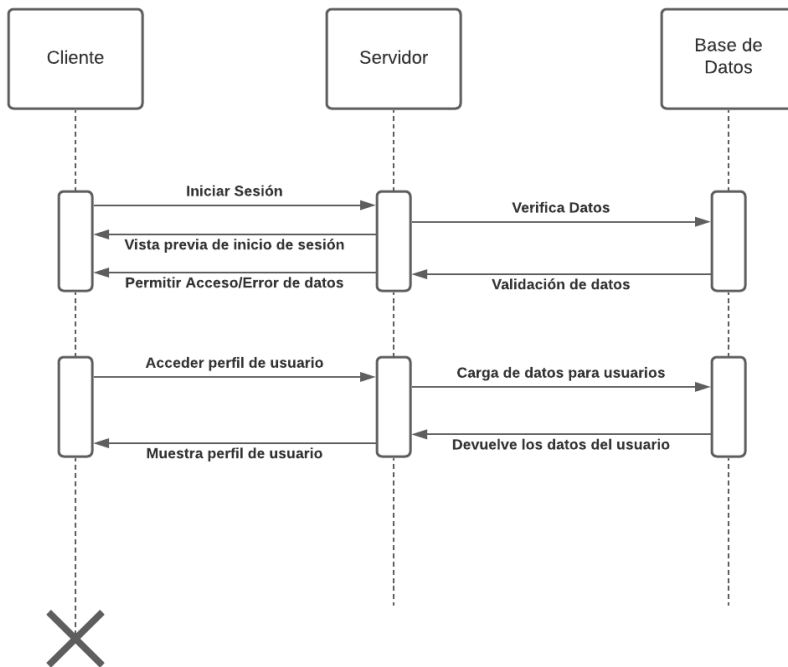 Cliente
Servidor
Base de
Datos
Iniciar Sesión
Verifica Datos
Vista previa de inicio de sesión
Permitir Acceso/Error de datos
Validación de datos
Acceder perfil de usuario
Carga de datos para usuarios
Devuelve los datos del usuario
Muestra perfil de usuario